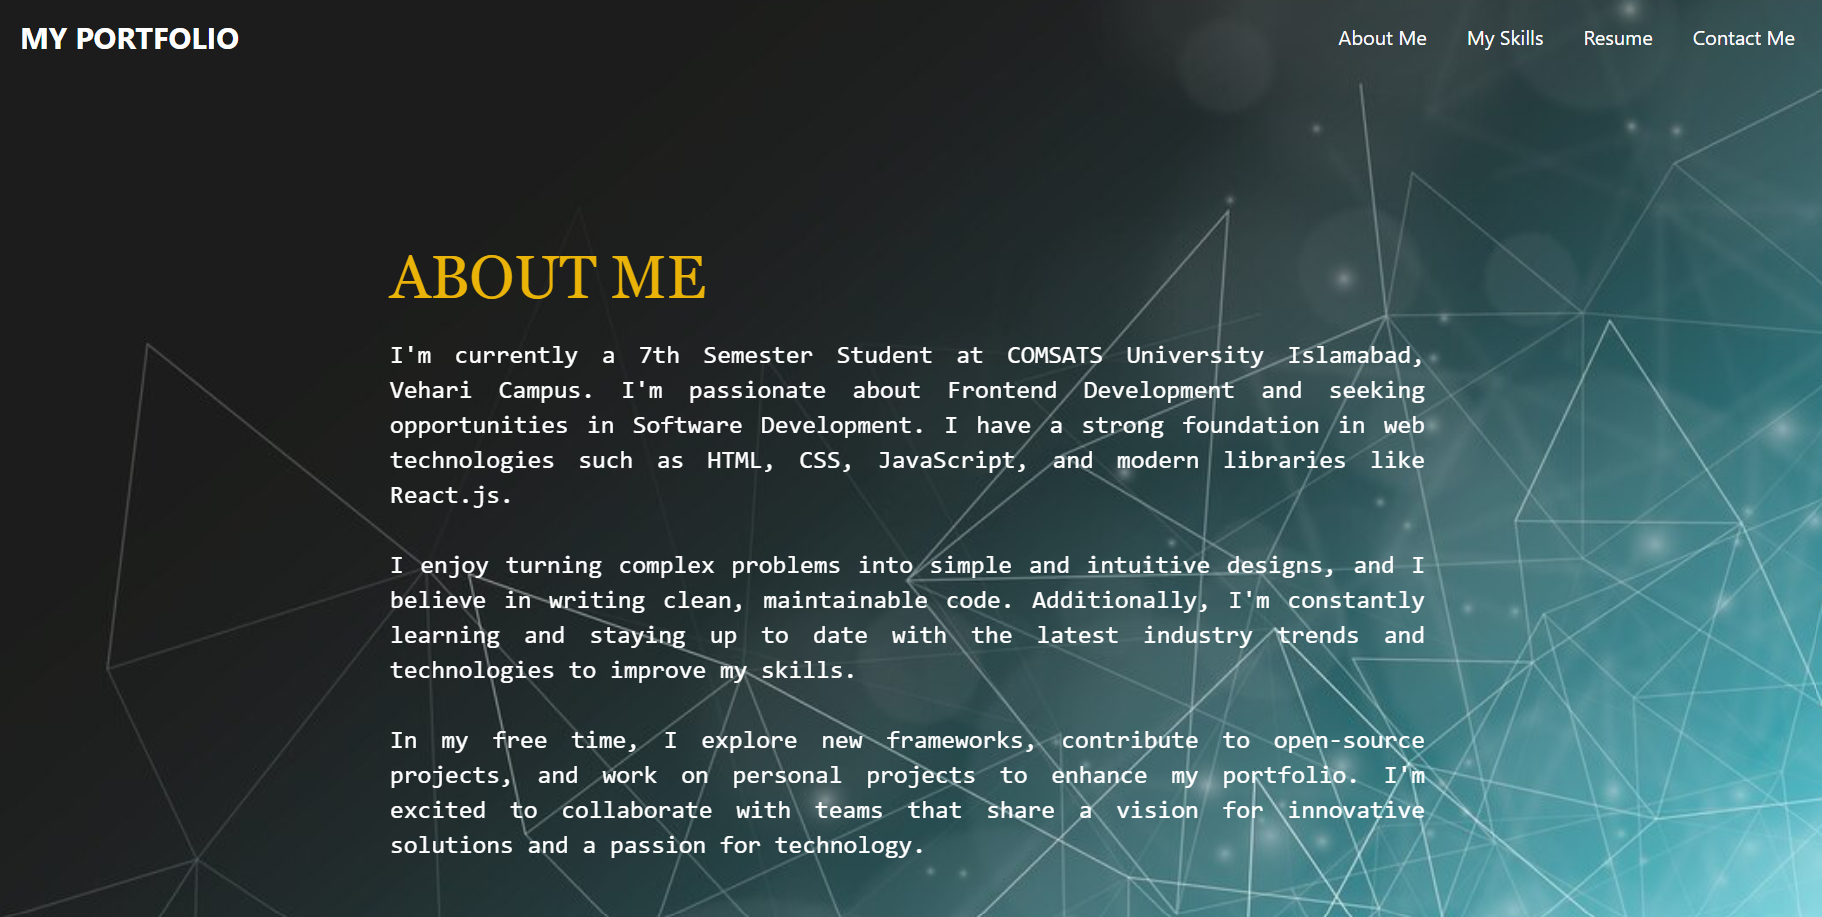 MY PORTFOLIO
About Me
My Skills
Resume
Contact Me
ABOUT ME
I'm currently a 7th Semester Student at COMSATS University Islamabad,
Vehari Campus. I'm passionate about Frontend Development and seeking
opportunities in Software Development. I have a strong foundation in web
technologies such as HTML, CSS, JavaScript, and modern libraries like
React.js.
I enjoy turning complex problems into simple and intuitive designs, and I
believe in writing clean, maintainable code. Additionally, I'm constantly
learning and staying up to date with the latest industry trends and
technologies to improve my skills.
In my free time, I explore new frameworks, contribute to open-source
projects, and work on personal projects to enhance my portfolio. I'm
excited to collaborate with teams that share a vision for innovative
solutions and a passion for technology.